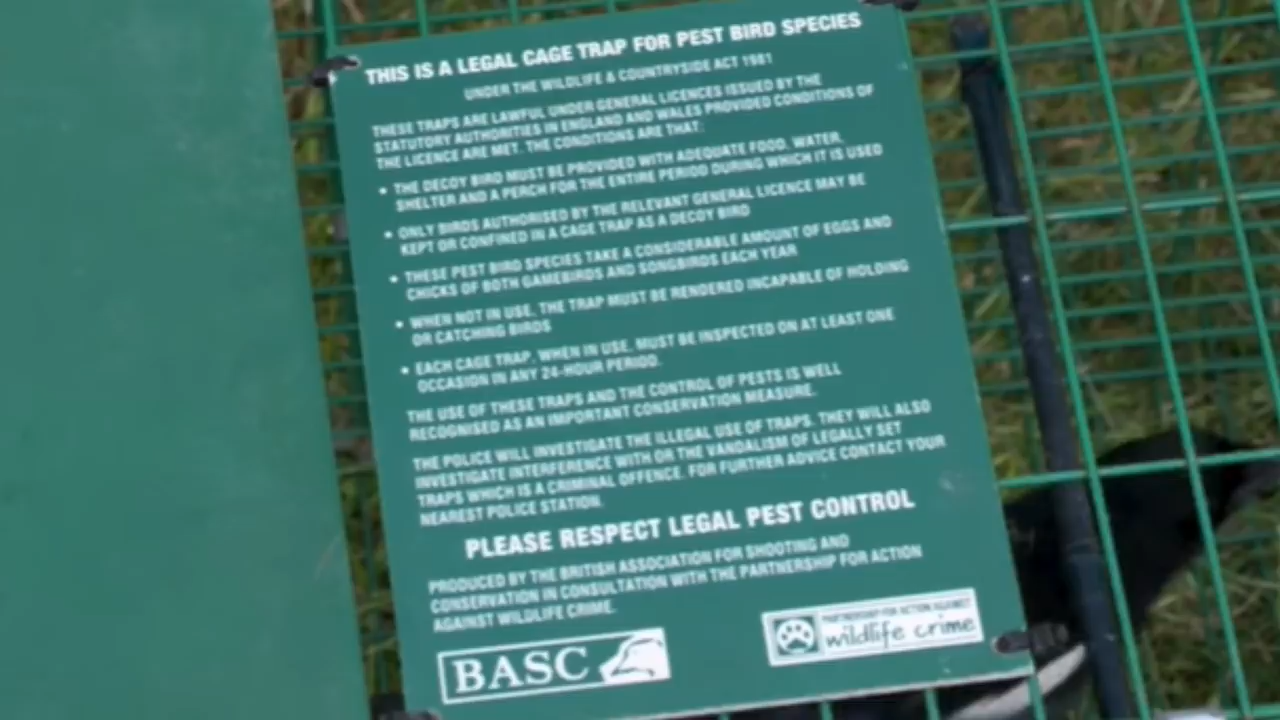 THIS IS A LEGAL CAGE TRAP FOR PEST BIRD SPECIES
UNDER THE WILDLIFE & COUNTRYSIDE ACT 1981
THESE TRAPS ARE LAWFUL UNDER GENERAL LICENCES ISSUED BY THE
STATUTORY AUTHORITIES IN ENGLAND AND WALES PROVIDED CONDITIONS OF
THE LICENCE ARE MET. THE CONDITIONS ARE THAT:
• THE DECOY BIRD MUST BE PROVIDED WITH ADEQUATE FOOD, WATER,
SHELTER AND A PERCH FOR THE ENTIRE PERIOD DURING WHICH IT IS USED
• ONLY BIRDS AUTHORISED BY THE RELEVANT GENERAL LICENCE MAY BE
KEPT OR CONFINED IN A CAGE TRAP AS A DECOY BIRD
• THESE PEST BIRD SPECIES TAKE A CONSIDERABLE AMOUNT OF EGGS AND
CHICKS OF BOTH GAMEBIRDS AND SONGBIRDS EACH YEAR
• WHEN NOT IN USE, THE TRAP MUST BE RENDERED INCAPABLE OF HOLDING
OR CATCHING BIRDS
• EACH CAGE TRAP, WHEN IN USE, MUST BE INSPECTED ON AT LEAST ONE
OCCASION IN ANY 24-HOUR PERIOD.
THE USE OF THESE TRAPS AND THE CONTROL OF PESTS IS WELL
RECOGNISED AS AN IMPORTANT CONSERVATION MEASURE.
THE POLICE WILL INVESTIGATE THE ILLEGAL USE OF TRAPS. THEY WILL ALSO
INVESTIGATE INTERFERENCE WITH OR THE VANDALISM OF LEGALLY SET
TRAPS WHICH IS A CRIMINAL OFFENCE. FOR FURTHER ADVICE CONTACT YOUR
NEAREST POLICE STATION.
PLEASE RESPECT LEGAL PEST CONTROL
PRODUCED BY THE BRITISH ASSOCIATION FOR SHOOTING AND
CONSERVATION IN CONSULTATION WITH THE PARTNERSHIP FOR ACTION
AGAINST WILDLIFE CRIME.
BASC
PARTNERSHIP FOR ACTION AGAINST
wildlife crime